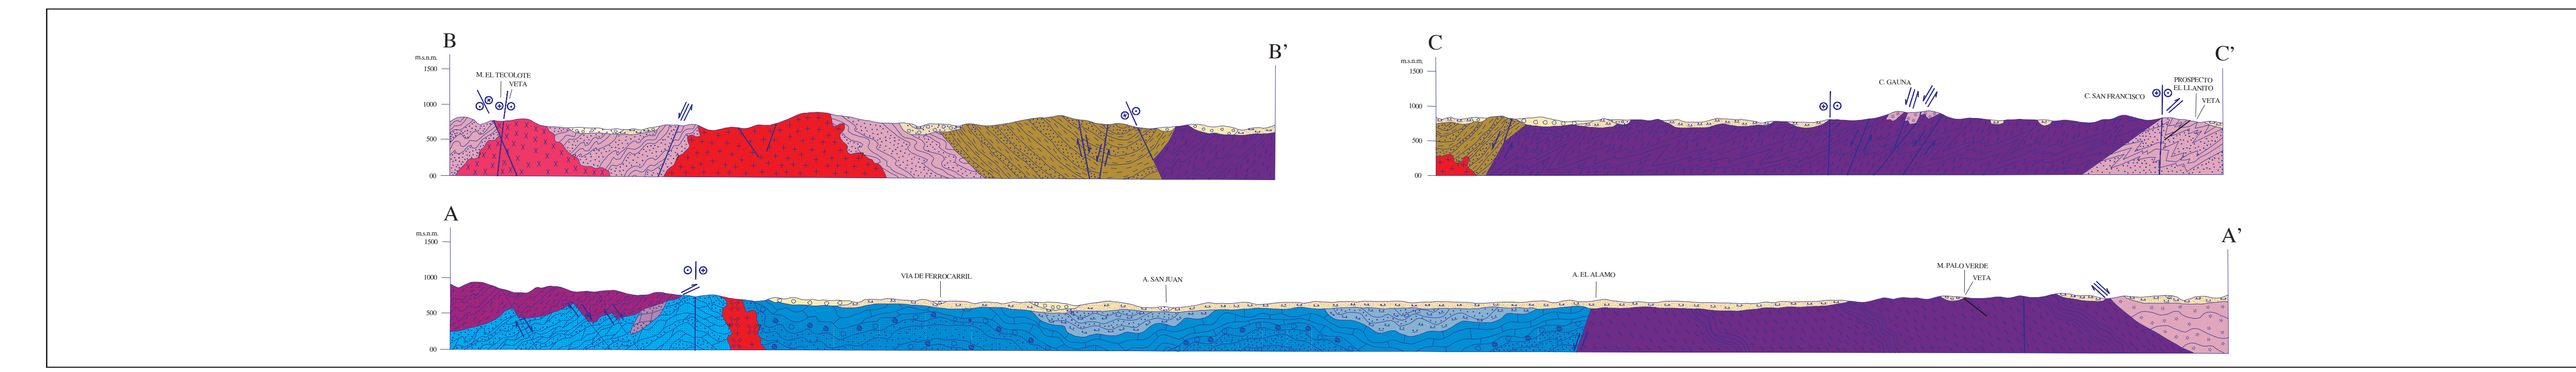 B
B’
m.s.n.m.
1500
1000
500
00
M. EL TECOLOTE
VETA
C
C’
m.s.n.m.
1500
1000
500
00
C. GAUNA
C. SAN FRANCISCO
PROSPECTO
EL LLANITO
VETA
A
A’
m.s.n.m.
1500
1000
500
00
VIA DE FERROCARRIL
A. SAN JUAN
A. EL ALAMO
M. PALO VERDE
VETA